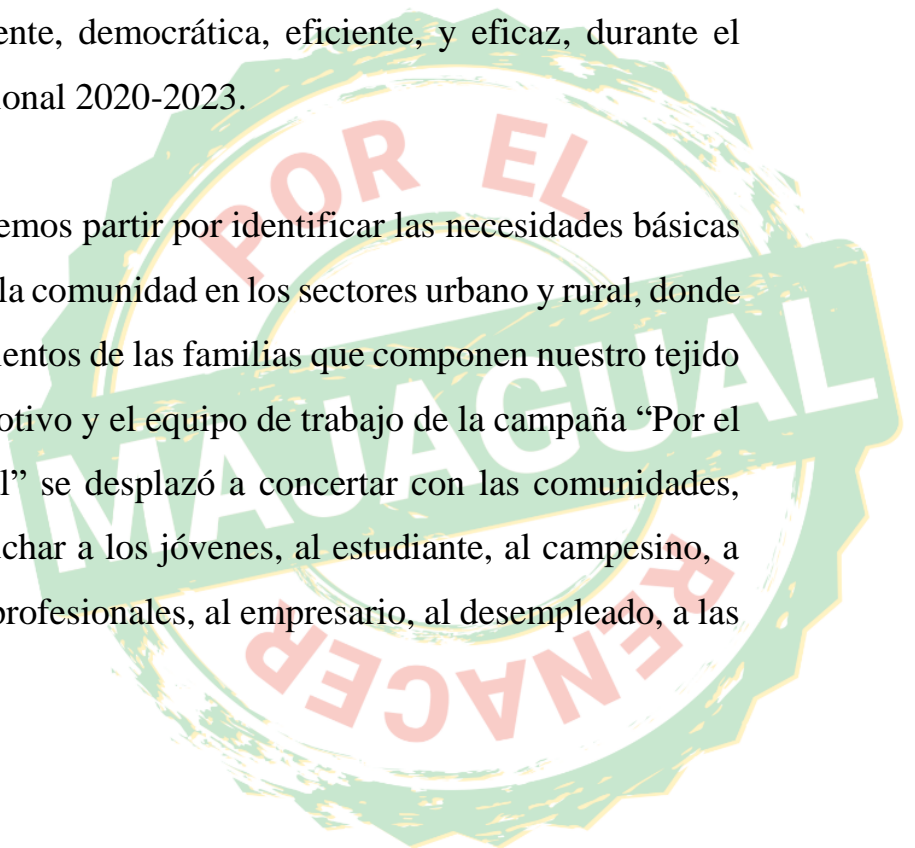 ente, democrática, eficiente, y eficaz, durante el
ional 2020-2023.
emos partir por identificar las necesidades básicas
la comunidad en los sectores urbano y rural, donde
ientos de las familias que componen nuestro tejido
otivo y el equipo de trabajo de la campaña “Por el
l” se desplazó a concertar con las comunidades,
char a los jóvenes, al estudiante, al campesino, a
profesionales, al empresario, al desempleado, a las
POR EL
MAJAGUAL
RENACER